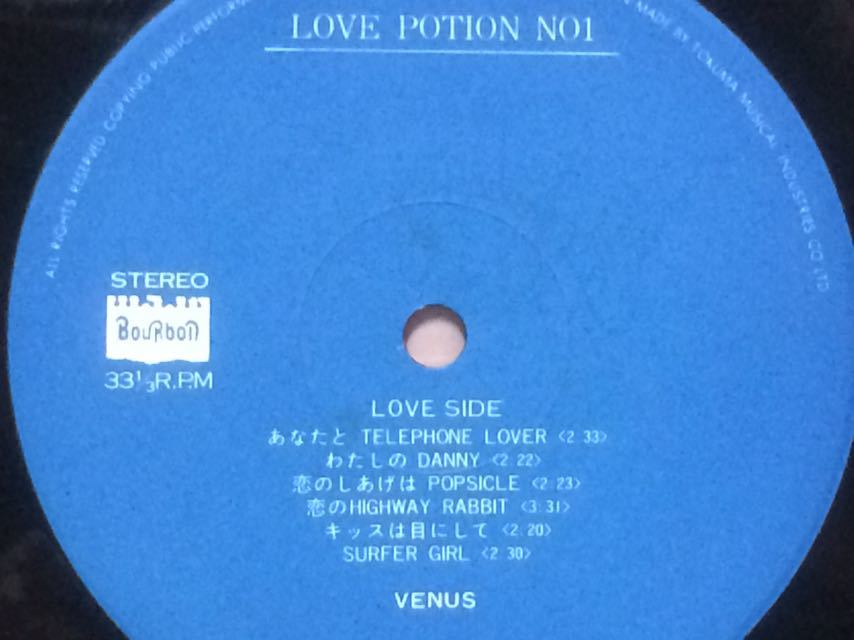 LOVE POTION NO1
ALL RIGHTS RESERVED COPYING PUBLIC PERFOR
MADE BY TOKUMA MUSICAL INDUSTRIES CO LTD
STEREO
BouRbon
33⅓R.P.M
LOVE SIDE
あなたと TELEPHONE LOVER <2 33>
わたしの DANNY <2 22>
恋のしあげは POPSICLE <2 23>
恋のHIGHWAY RABBIT <3:31>
キッスは目にして <2.20>
SURFER GIRL <2 30>
VENUS